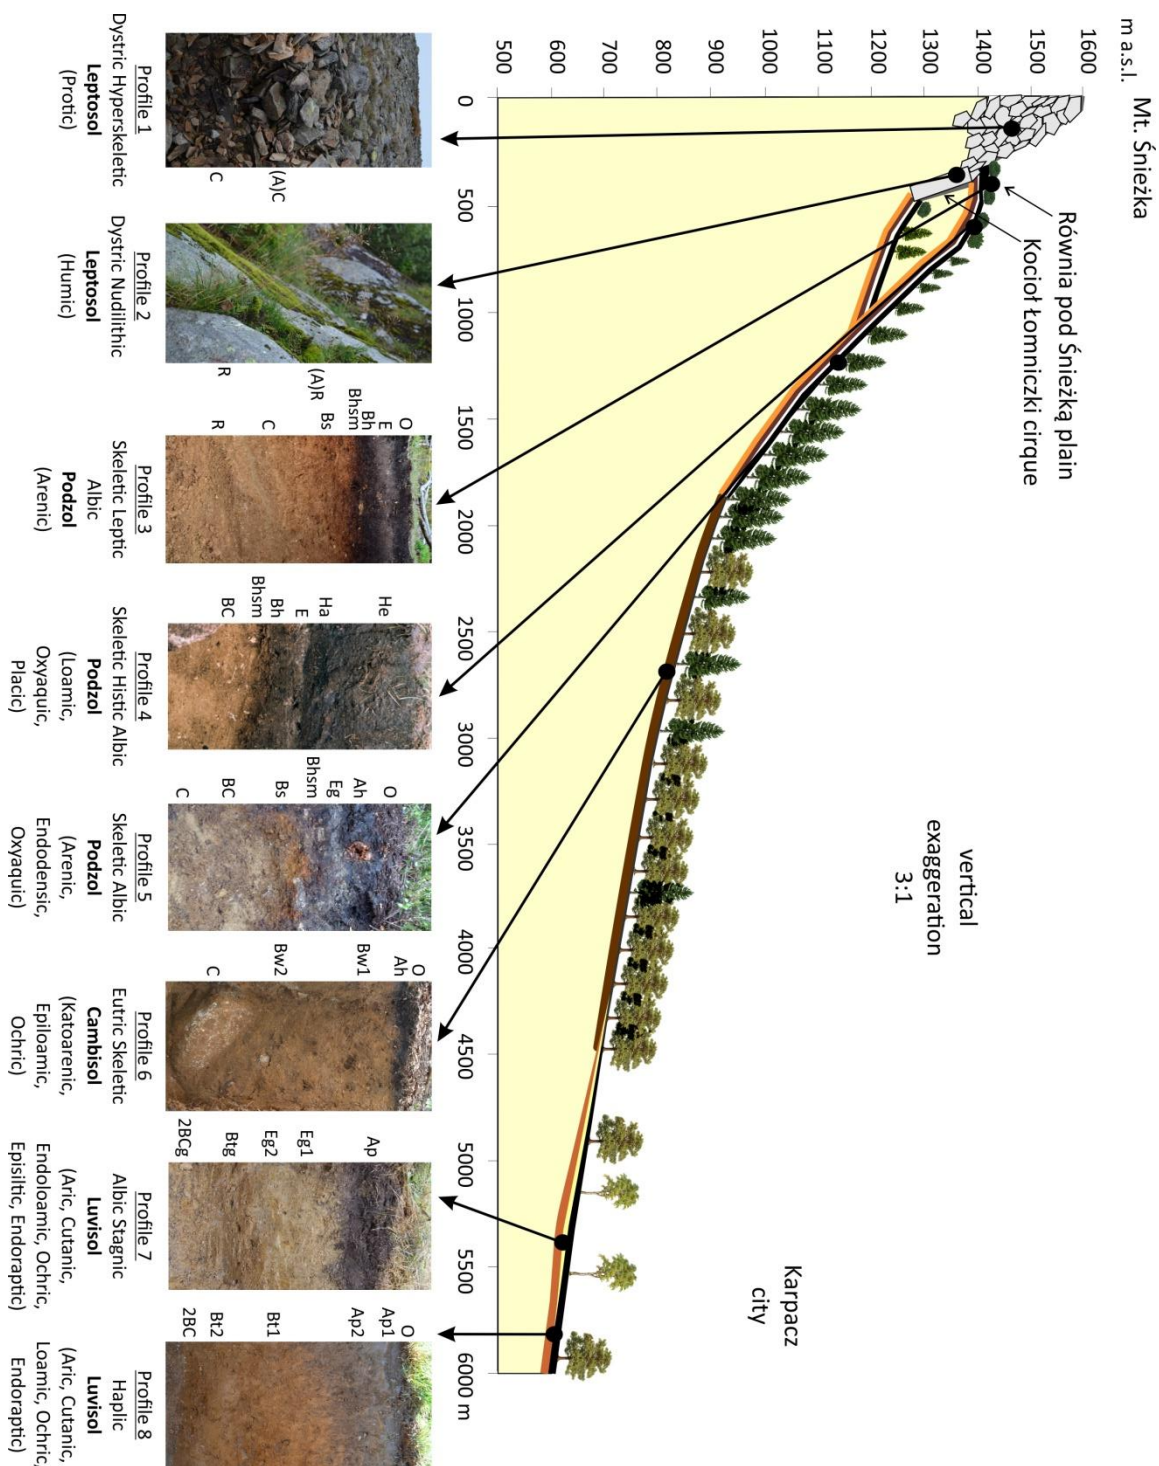 Mt. Śnieżka
m a.s.l.
1600
1500
1400
1300
1200
1100
1000
900
800
700
600
500
Równia pod Śnieżką plain
Kocioł Łomniczki cirque
vertical
exaggeration
3:1
Karpacz
city
0
500
1000
1500
2000
2500
3000
3500
4000
4500
5000
5500
6000 m
(A)C
C
Profile 1
Dystric Hyperskeletic
Leptosol
(Protic)
(A)R
R
Profile 2
Dystric Nudilithic
Leptosol
(Humic)
O
E
Bh
Bhsm
Bs
C
R
Profile 3
Skeletic Leptic
Albic
Podzol
(Arenic)
He
Ha
E
Bh
Bhsm
BC
Profile 4
Skeletic Histic Albic
Podzol
(Loamic,
Oxyaquic,
Placic)
O
Ah
Eg
Bhsm
Bs
BC
C
Profile 5
Skeletic Albic
Podzol
(Arenic,
Endodensic,
Oxyaquic)
O
Ah
Bw1
Bw2
C
Profile 6
Eutric Skeletic
Cambisol
(Katoarenic,
Epiloamic,
Ochric)
Ap
Eg1
Eg2
Btg
2BCg
Profile 7
Albic Stagnic
Luvisol
(Aric, Cutanic,
Endoloamic, Ochric,
Episiltic, Endoraptic)
O
Ap1
Ap2
Bt1
Bt2
2BC
Profile 8
Haplic
Luvisol
(Aric, Cutanic,
Loamic, Ochric,
Endoraptic)